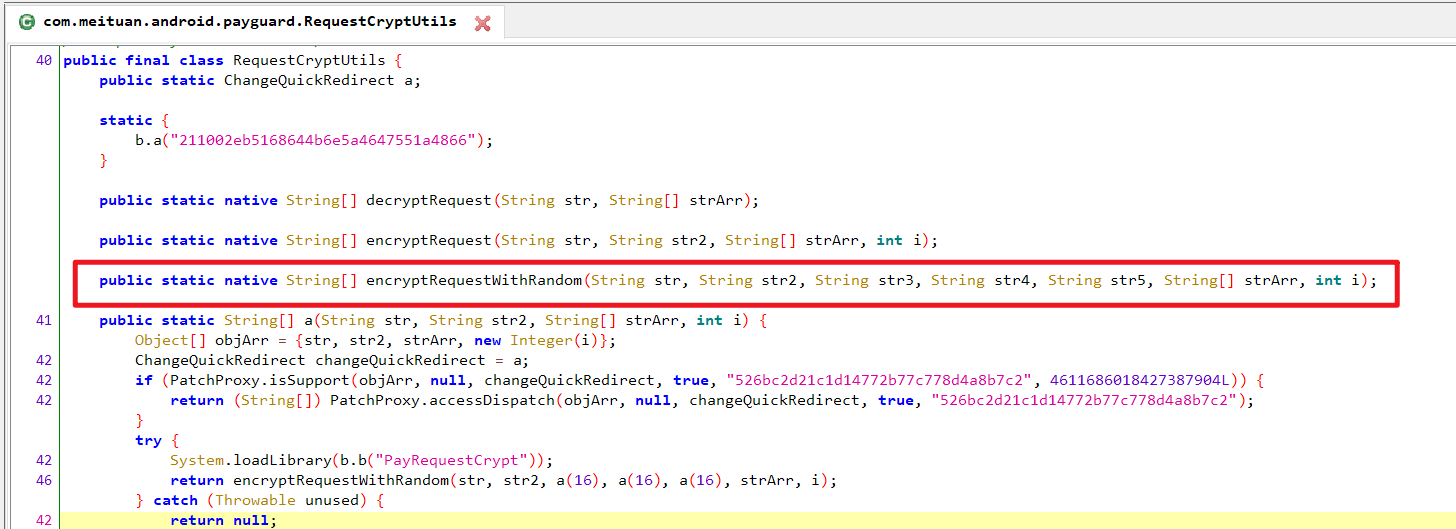 com.meituan.android.payguard.RequestCryptUtils
40 public final class RequestCryptUtils {
public static ChangeQuickRedirect a;
static {
b.a("211002eb5168644b6e5a4647551a4866");
}
public static native String[] decryptRequest(String str, String[] strArr);
public static native String[] encryptRequest(String str, String str2, String[] strArr, int i);
public static native String[] encryptRequestWithRandom(String str, String str2, String str3, String str4, String str5, String[] strArr, int i);
41 public static String[] a(String str, String str2, String[] strArr, int i) {
Object[] objArr = {str, str2, strArr, new Integer(i)};
42 ChangeQuickRedirect changeQuickRedirect = a;
42 if (PatchProxy.isSupport(objArr, null, changeQuickRedirect, true, "526bc2d21c1d14772b77c778d4a8b7c2", 4611686018427387904L)) {
42 return (String[]) PatchProxy.accessDispatch(objArr, null, changeQuickRedirect, true, "526bc2d21c1d14772b77c778d4a8b7c2");
}
try {
42 System.loadLibrary(b.b("PayRequestCrypt"));
46 return encryptRequestWithRandom(str, str2, a(16), a(16), a(16), strArr, i);
} catch (Throwable unused) {
42 return null;